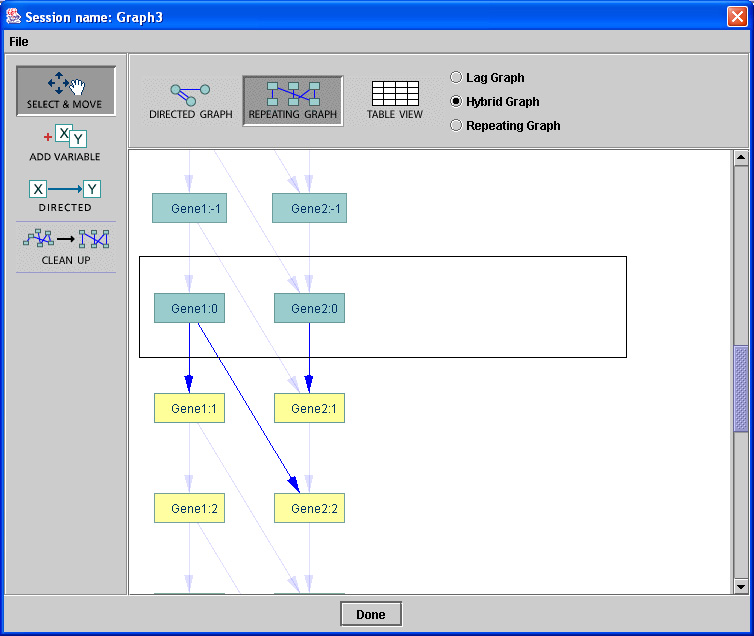 Session name: Graph3
File
SELECT & MOVE
X Y
ADD VARIABLE
X Y
DIRECTED
CLEAN UP
DIRECTED GRAPH
REPEATING GRAPH
TABLE VIEW
Lag Graph
Hybrid Graph
Repeating Graph
Gene1:-1
Gene2:-1
Gene1:0
Gene2:0
Gene1:1
Gene2:1
Gene1:2
Gene2:2
Done